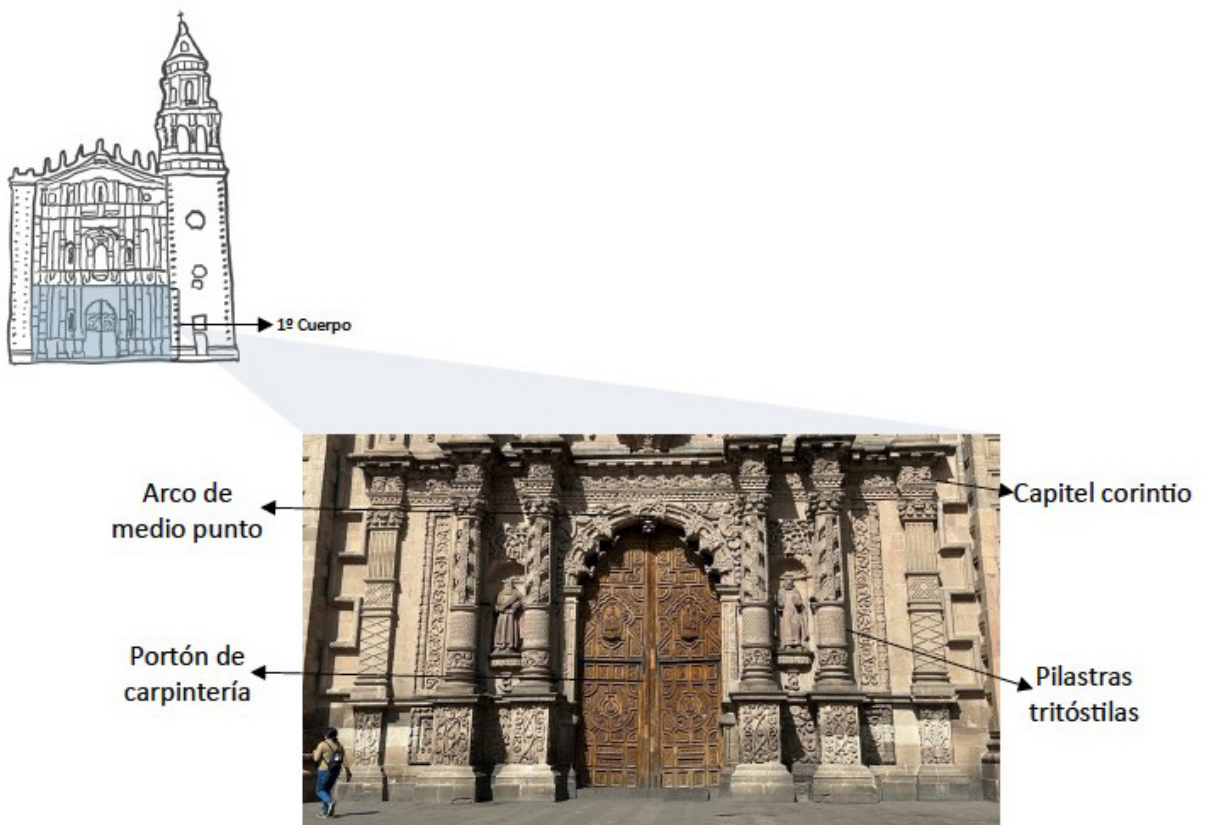 1º Cuerpo
Arco de
medio punto
Capitel corintio
Portón de
carpintería
Pilastras
tritóstilas